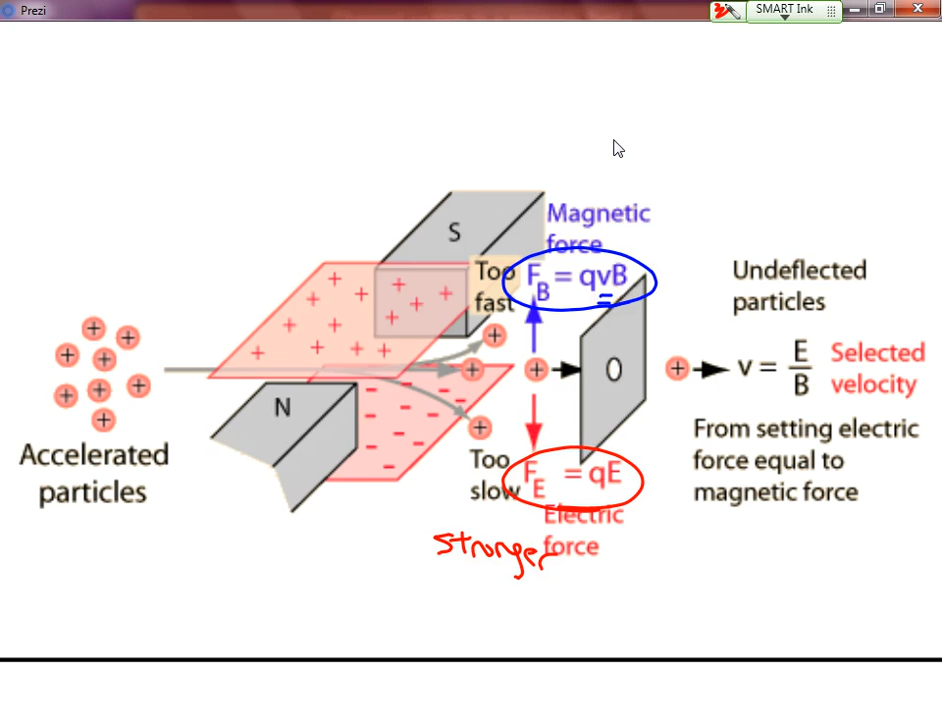 Prezi
SMART Ink
S
Magnetic
force
Too
fast
F_B = qvB
Undeflected
particles
+ + + + + + + + + + + + +
+ + + + + + + +
+ + + + +
O
v = E/B
Selected
velocity
N
- - - - - - - - -
Accelerated
particles
Too
slow
F_E = qE
Electric
force
From setting electric
force equal to
magnetic force
stronger